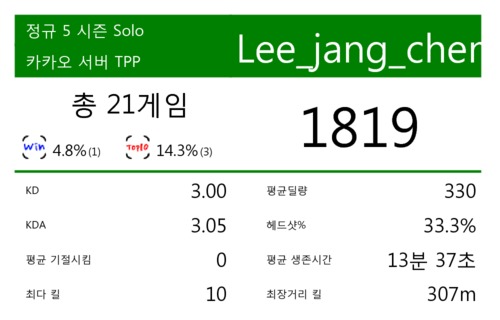 정규 5 시즌 Solo
카카오 서버 TPP
Lee_jang_cher
총 21게임
Win 4.8%(1) TOP10 14.3%(3)
1819
KD 3.00
평균딜량 330
KDA 3.05
헤드샷% 33.3%
평균 기절시킴 0
평균 생존시간 13분 37초
최다 킬 10
최장거리 킬 307m